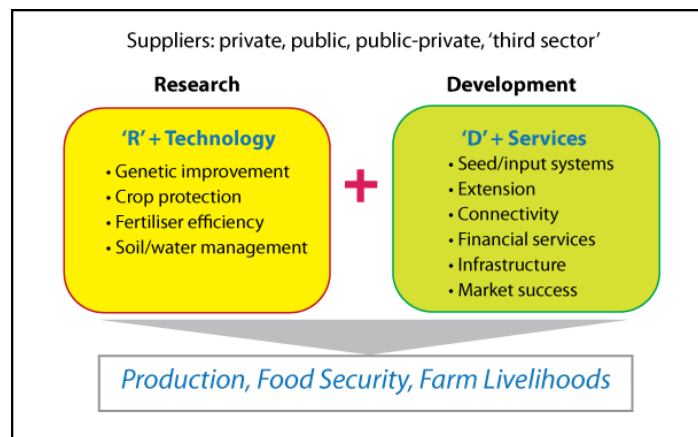 Suppliers: private, public, public-private, ‘third sector’
Research
‘R’ + Technology
• Genetic improvement
• Crop protection
• Fertiliser efficiency
• Soil/water management
+
Development
‘D’ + Services
• Seed/input systems
• Extension
• Connectivity
• Financial services
• Infrastructure
• Market success
Production, Food Security, Farm Livelihoods